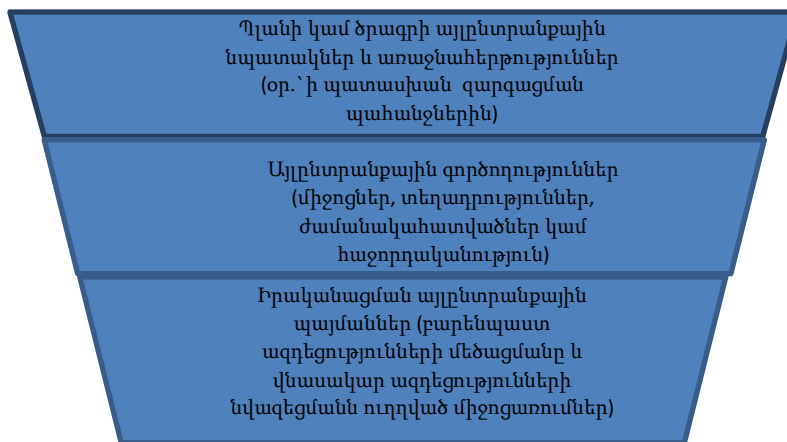 Պլանի կամ ծրագրի այլընտրանքային
նպատակներ և առաջնահերթություններ
(օր.՝ ի պատասխան զարգացման
պահանջներին)
Այլընտրանքային գործողություններ
(միջոցներ, տեղադրություններ,
ժամանակահատվածներ կամ
հաջորդականություն)
Իրականացման այլընտրանքային
պայմաններ (բարենպաստ
ազդեցությունների մեծացմանը և
վնասակար ազդեցությունների
նվազեցմանն ուղղված միջոցառումներ)